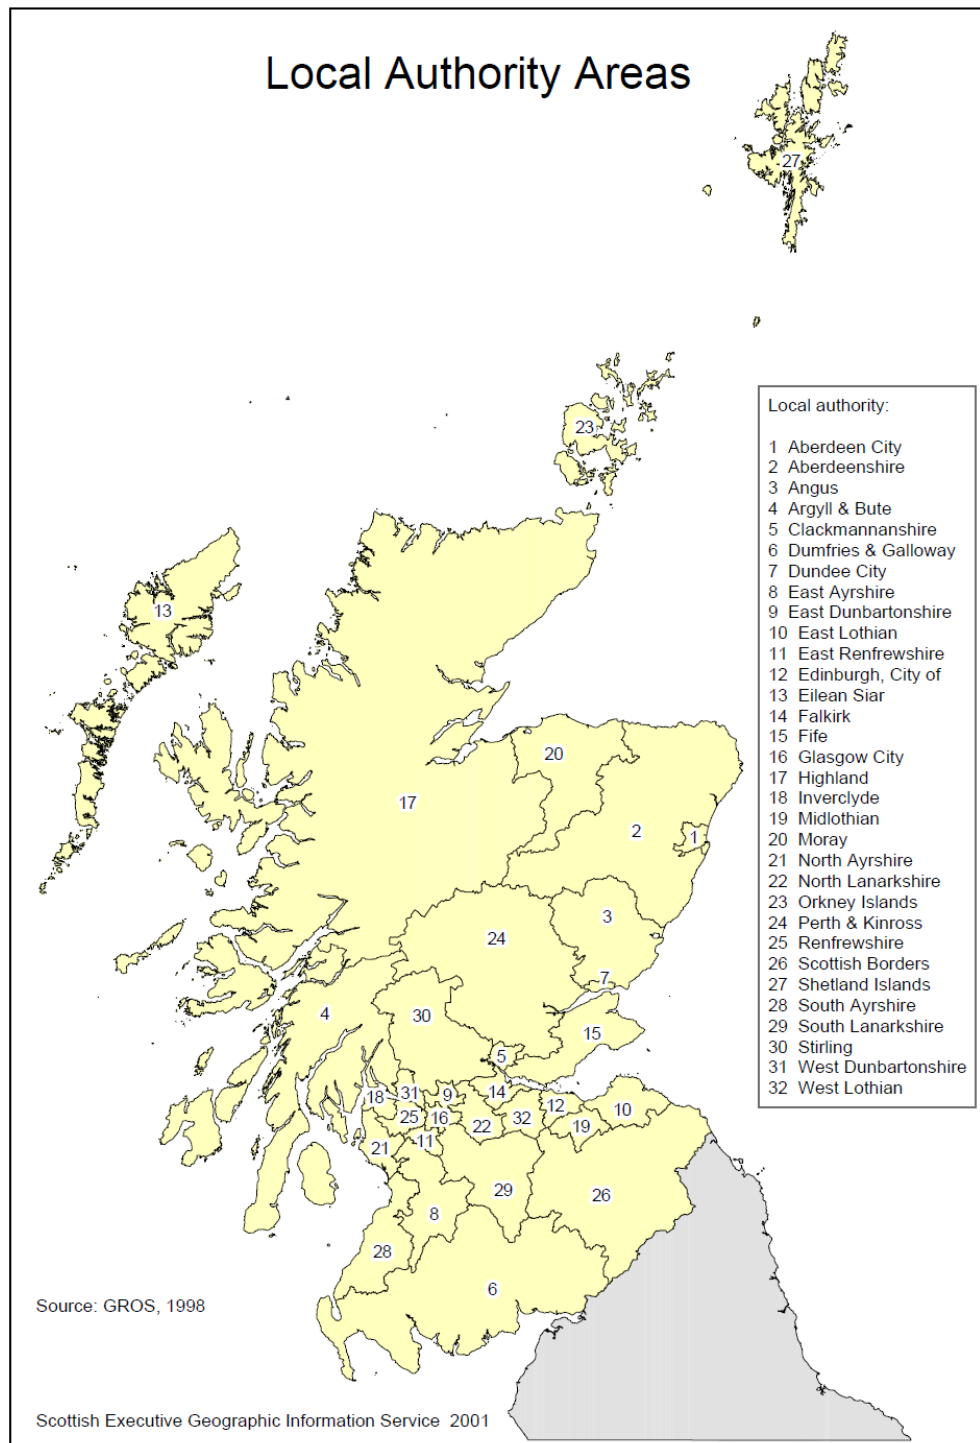 Local Authority Areas
27
23
13
20
17
2
1
3
24
7
4
30
15
5
31
9
14
18
12
10
25
16
22
32
19
21
11
29
26
8
28
6
Local authority:
1 Aberdeen City
2 Aberdeenshire
3 Angus
4 Argyll & Bute
5 Clackmannanshire
6 Dumfries & Galloway
7 Dundee City
8 East Ayrshire
9 East Dunbartonshire
10 East Lothian
11 East Renfrewshire
12 Edinburgh, City of
13 Eilean Siar
14 Falkirk
15 Fife
16 Glasgow City
17 Highland
18 Inverclyde
19 Midlothian
20 Moray
21 North Ayrshire
22 North Lanarkshire
23 Orkney Islands
24 Perth & Kinross
25 Renfrewshire
26 Scottish Borders
27 Shetland Islands
28 South Ayrshire
29 South Lanarkshire
30 Stirling
31 West Dunbartonshire
32 West Lothian
Source: GROS, 1998
Scottish Executive Geographic Information Service 2001